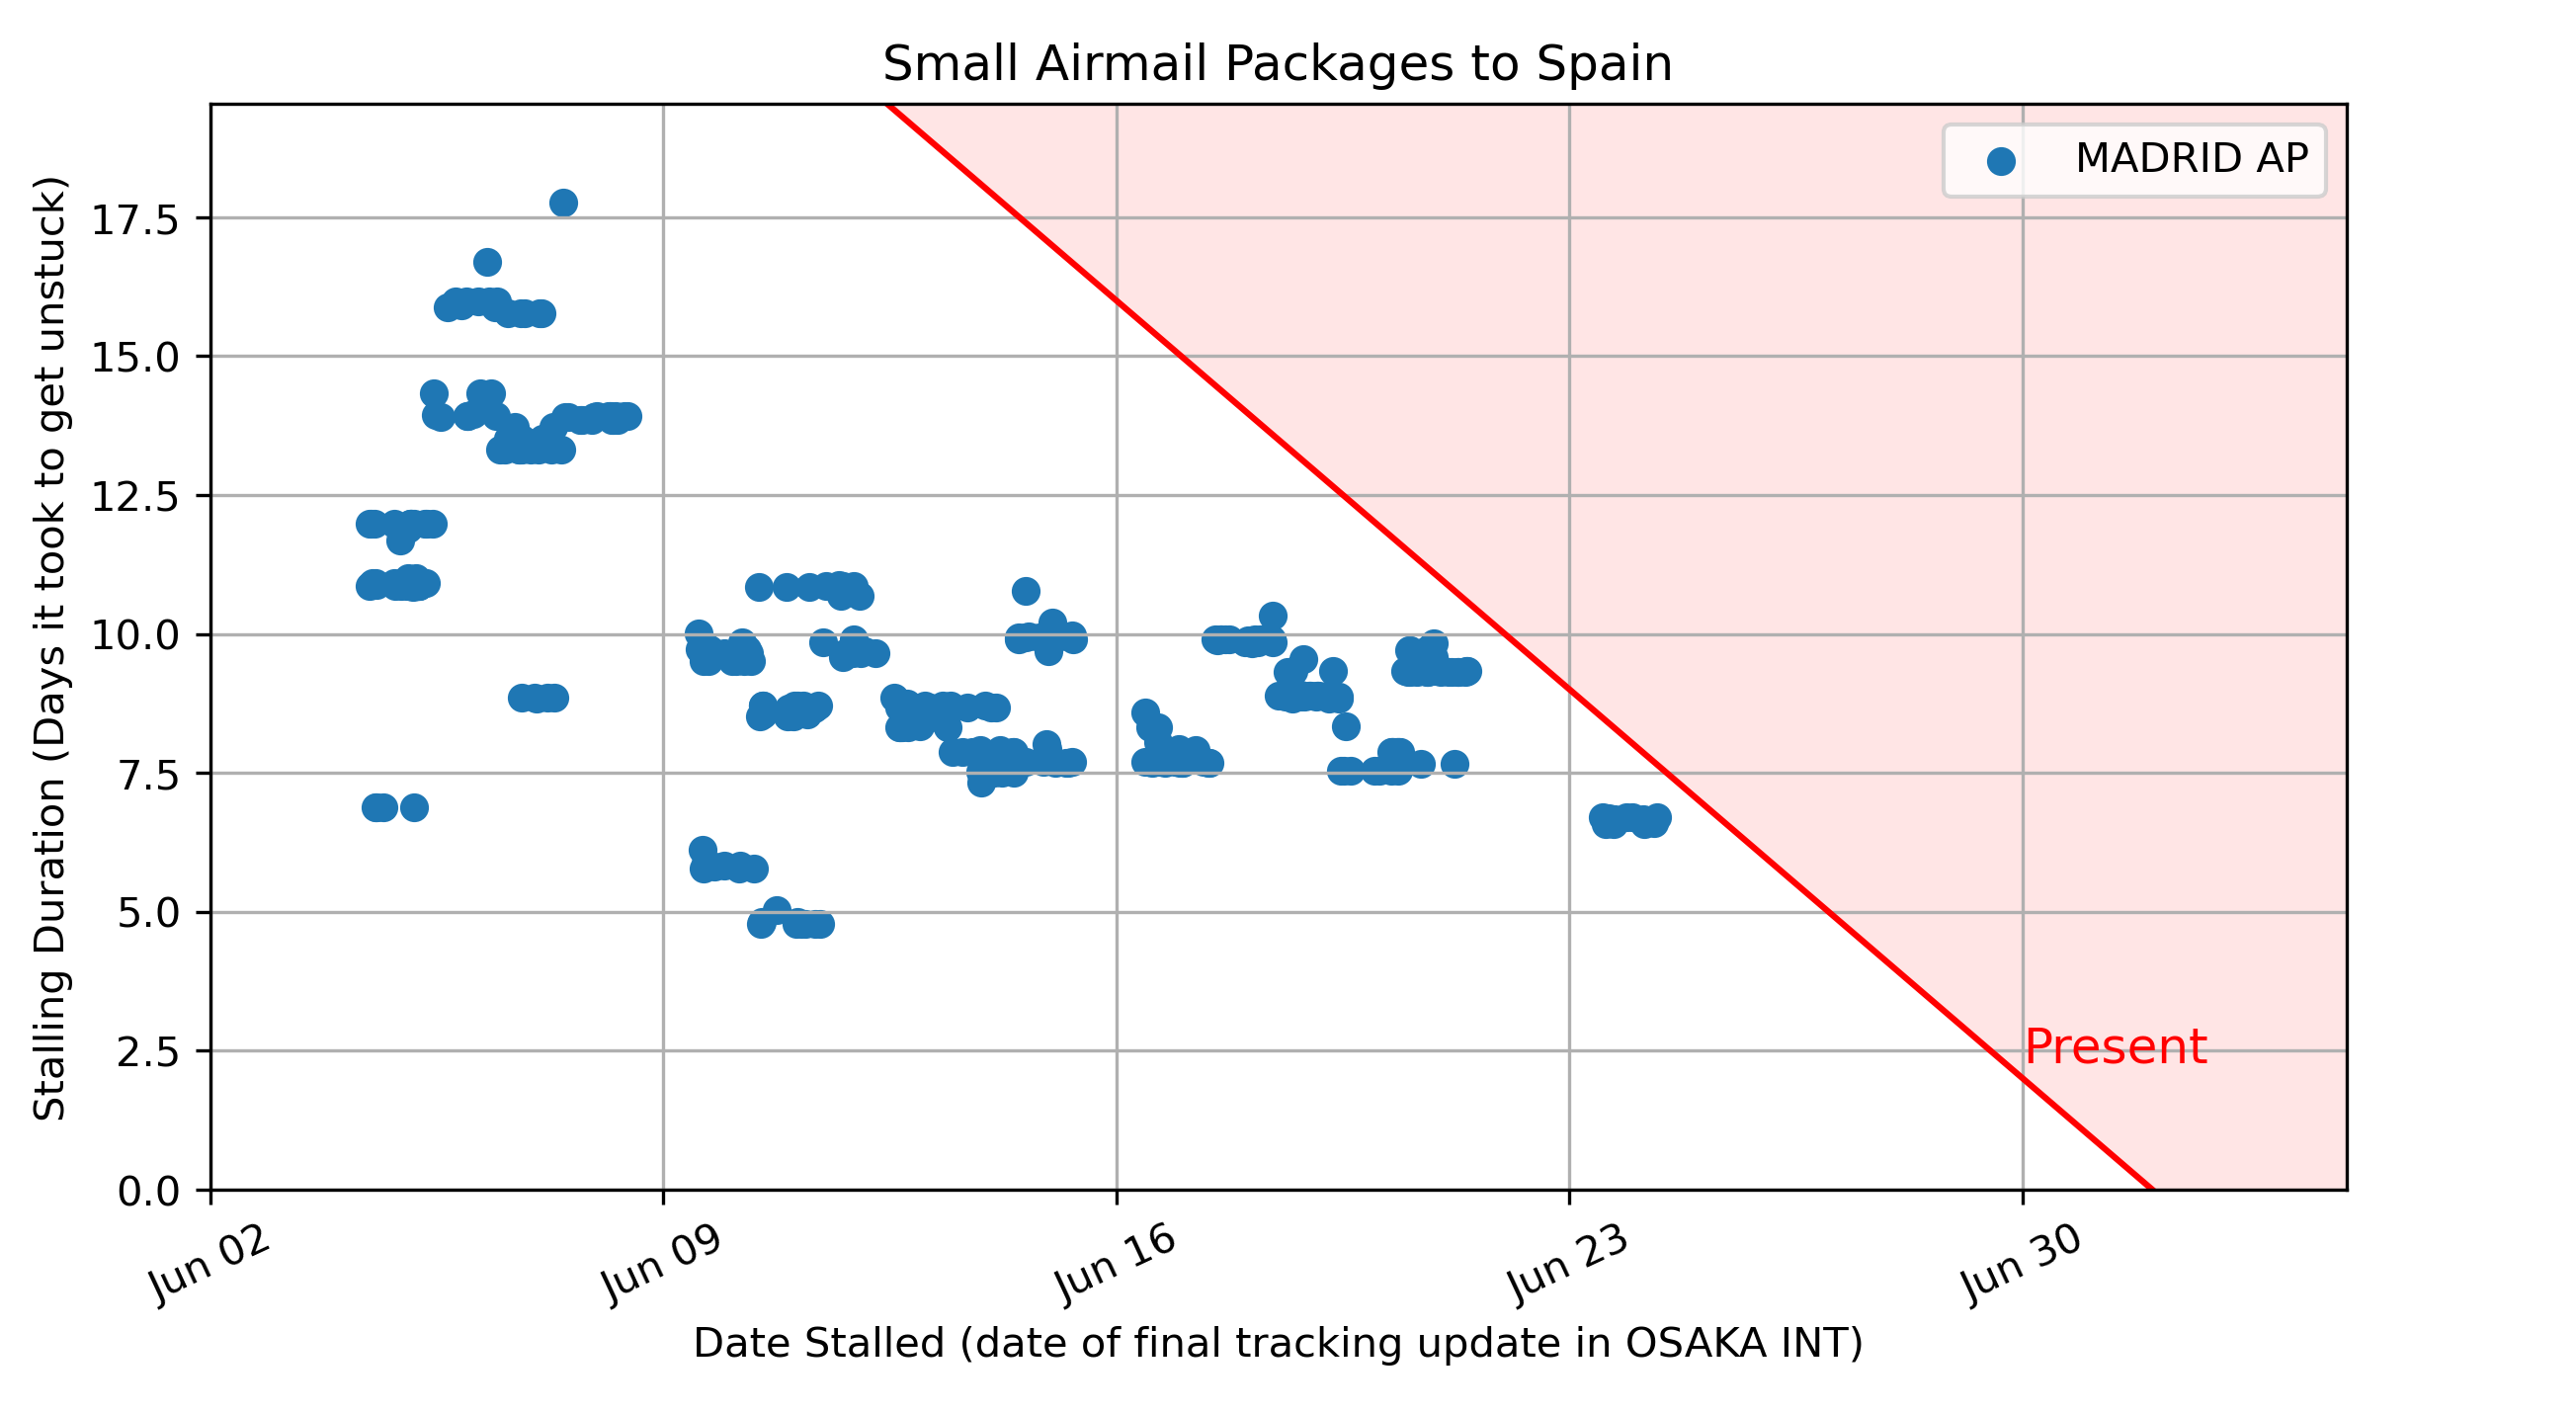 Small Airmail Packages to Spain
MADRID AP
Stalling Duration (Days it took to get unstuck)
17.5
15.0
12.5
10.0
7.5
5.0
2.5
0.0
Present
Jun 02
Jun 09
Jun 16
Jun 23
Jun 30
Date Stalled (date of final tracking update in OSAKA INT)